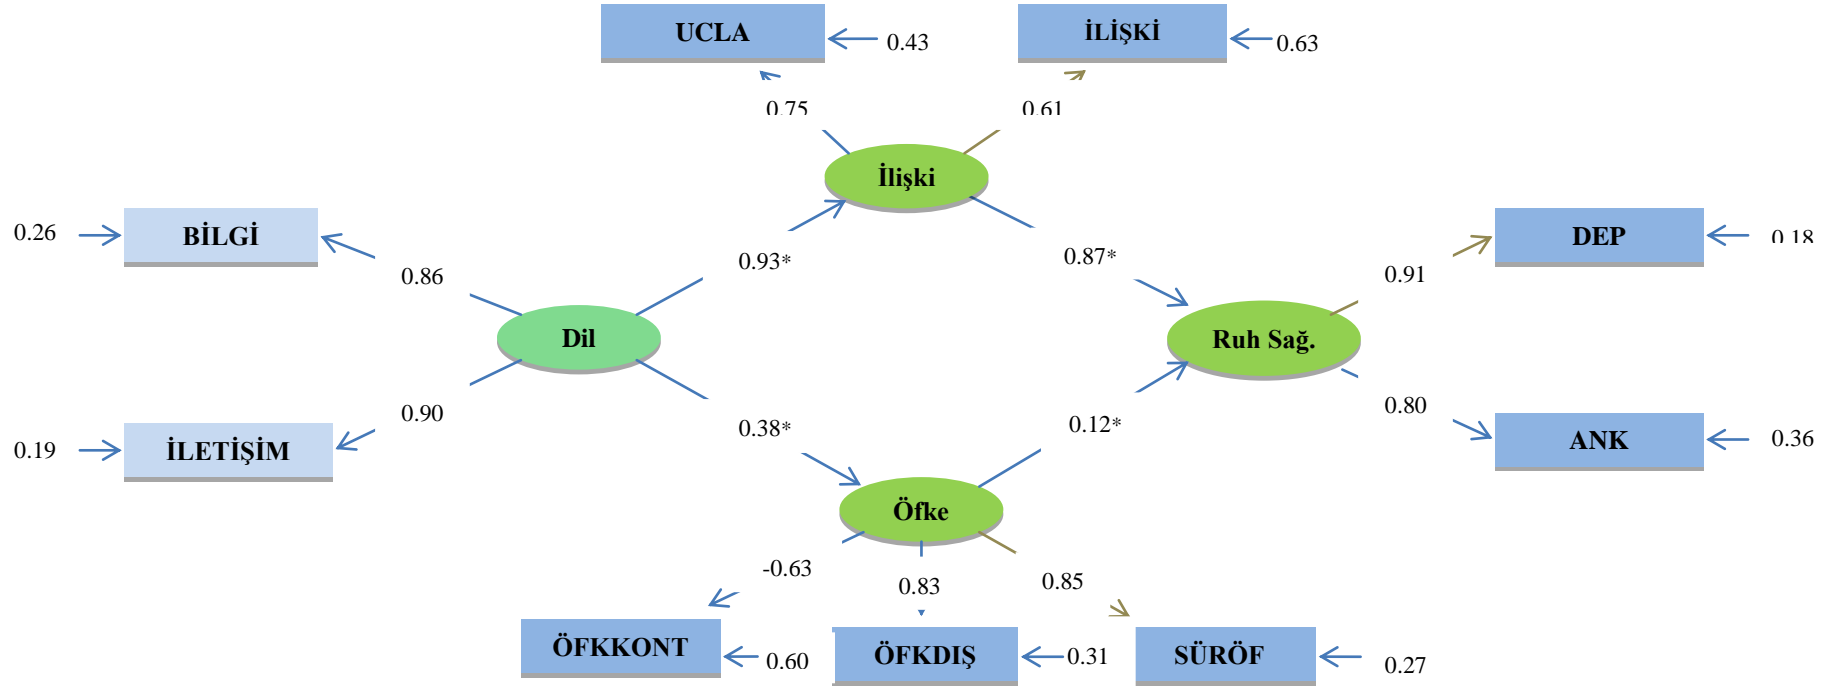 UCLA
0.43
İLİŞKİ
0.63
0.75
0.61
İlişki
0.26
BİLGİ
DEP
0.18
0.86
0.93*
0.87*
0.91
Dil
Ruh Sağ.
0.90
0.38*
0.12*
0.80
0.19
İLETİŞİM
ANK
0.36
Öfke
-0.63
0.83
0.85
ÖFKKONT
0.60
ÖFKDIŞ
0.31
SÜRÖF
0.27